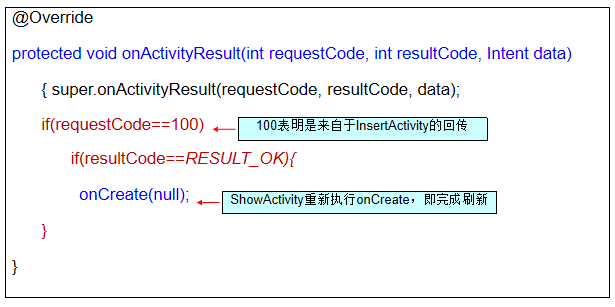 @Override
protected void onActivityResult(int requestCode, int resultCode, Intent data)
{ super.onActivityResult(requestCode, resultCode, data);
if(requestCode==100)
100表明是来自于InsertActivity的回传
if(resultCode==RESULT_OK){
onCreate(null);
ShowActivity重新执行onCreate，即完成刷新
}
}